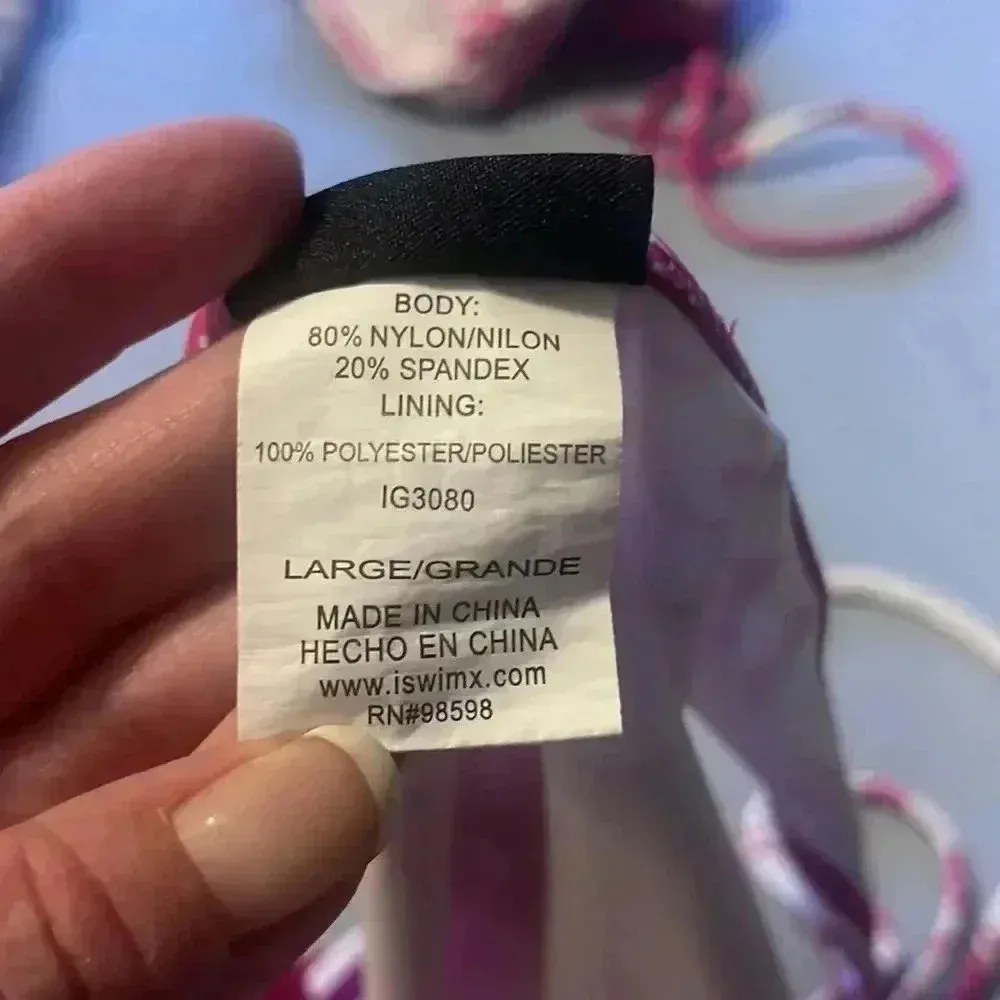 BODY:
80% NYLON/NILON
20% SPANDEX
LINING:
100% POLYESTER/POLIESTER
IG3080
LARGE/GRANDE
MADE IN CHINA
HECHO EN CHINA
www.iswimx.com
RN#98598